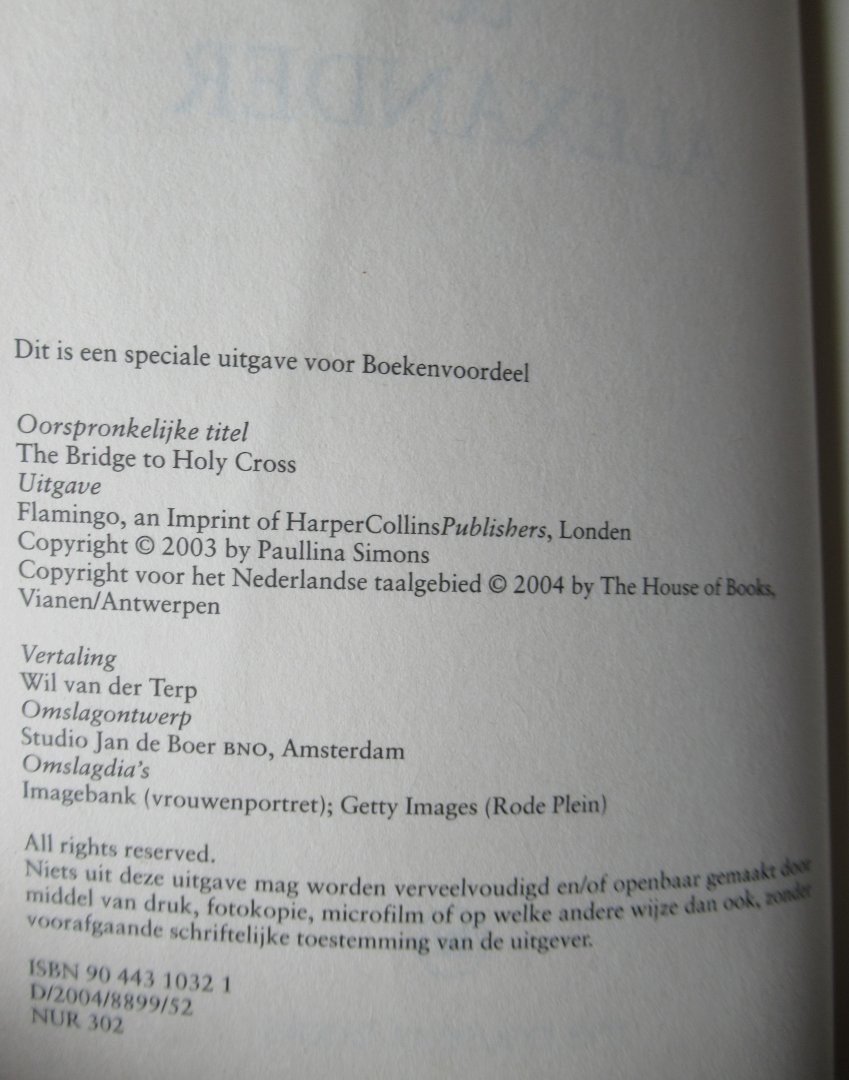 &
ALEXANDER
Dit is een speciale uitgave voor Boekenvoordeel
Oorspronkelijke titel
The Bridge to Holy Cross
Uitgave
Flamingo, an Imprint of HarperCollinsPublishers, Londen
Copyright © 2003 by Paullina Simons
Copyright voor het Nederlandse taalgebied © 2004 by The House of Books,
Vianen/Antwerpen
Vertaling
Wil van der Terp
Omslagontwerp
Studio Jan de Boer BNO, Amsterdam
Omslagdia's
Imagebank (vrouwenportret); Getty Images (Rode Plein)
All rights reserved.
Niets uit deze uitgave mag worden verveelvoudigd en/of openbaar gemaakt door
middel van druk, fotokopie, microfilm of op welke andere wijze dan ook, zonder
voorafgaande schriftelijke toestemming van de uitgever.
ISBN 90 443 1032 1
D/2004/8899/52
NUR 302